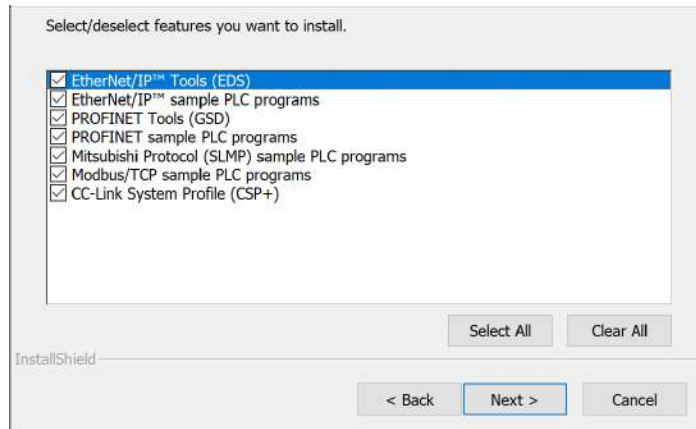 Select/deselect features you want to install.
EtherNet/IP™ Tools (EDS)
EtherNet/IP™ sample PLC programs
PROFINET Tools (GSD)
PROFINET sample PLC programs
Mitsubishi Protocol (SLMP) sample PLC programs
Modbus/TCP sample PLC programs
CC-Link System Profile (CSP+)
Select All Clear All
InstallShield
< Back Next > Cancel